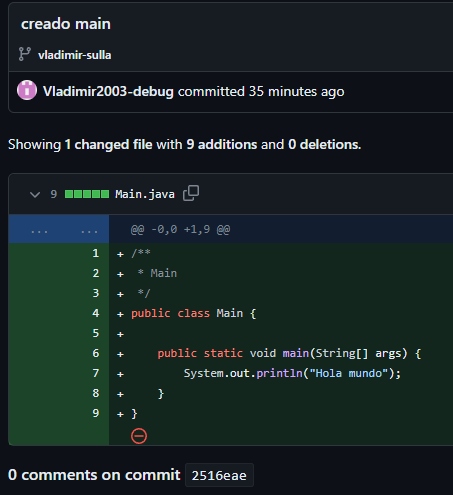 creado main
vladimir-sulla
Vladimir2003-debug committed 35 minutes ago
Showing 1 changed file with 9 additions and 0 deletions.
9 Main.java
... ... @@ -0,0 +1,9 @@
1 + /**
2 + * Main
3 + */
4 + public class Main {
5 +
6 + public static void main(String[] args) {
7 + System.out.println("Hola mundo");
8 + }
9 + }
0 comments on commit 2516eae